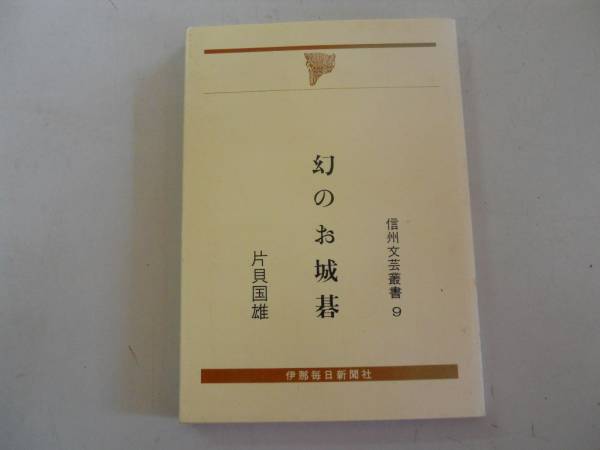 信州文芸叢書 9
幻のお城碁
片貝国雄
伊那毎日新聞社